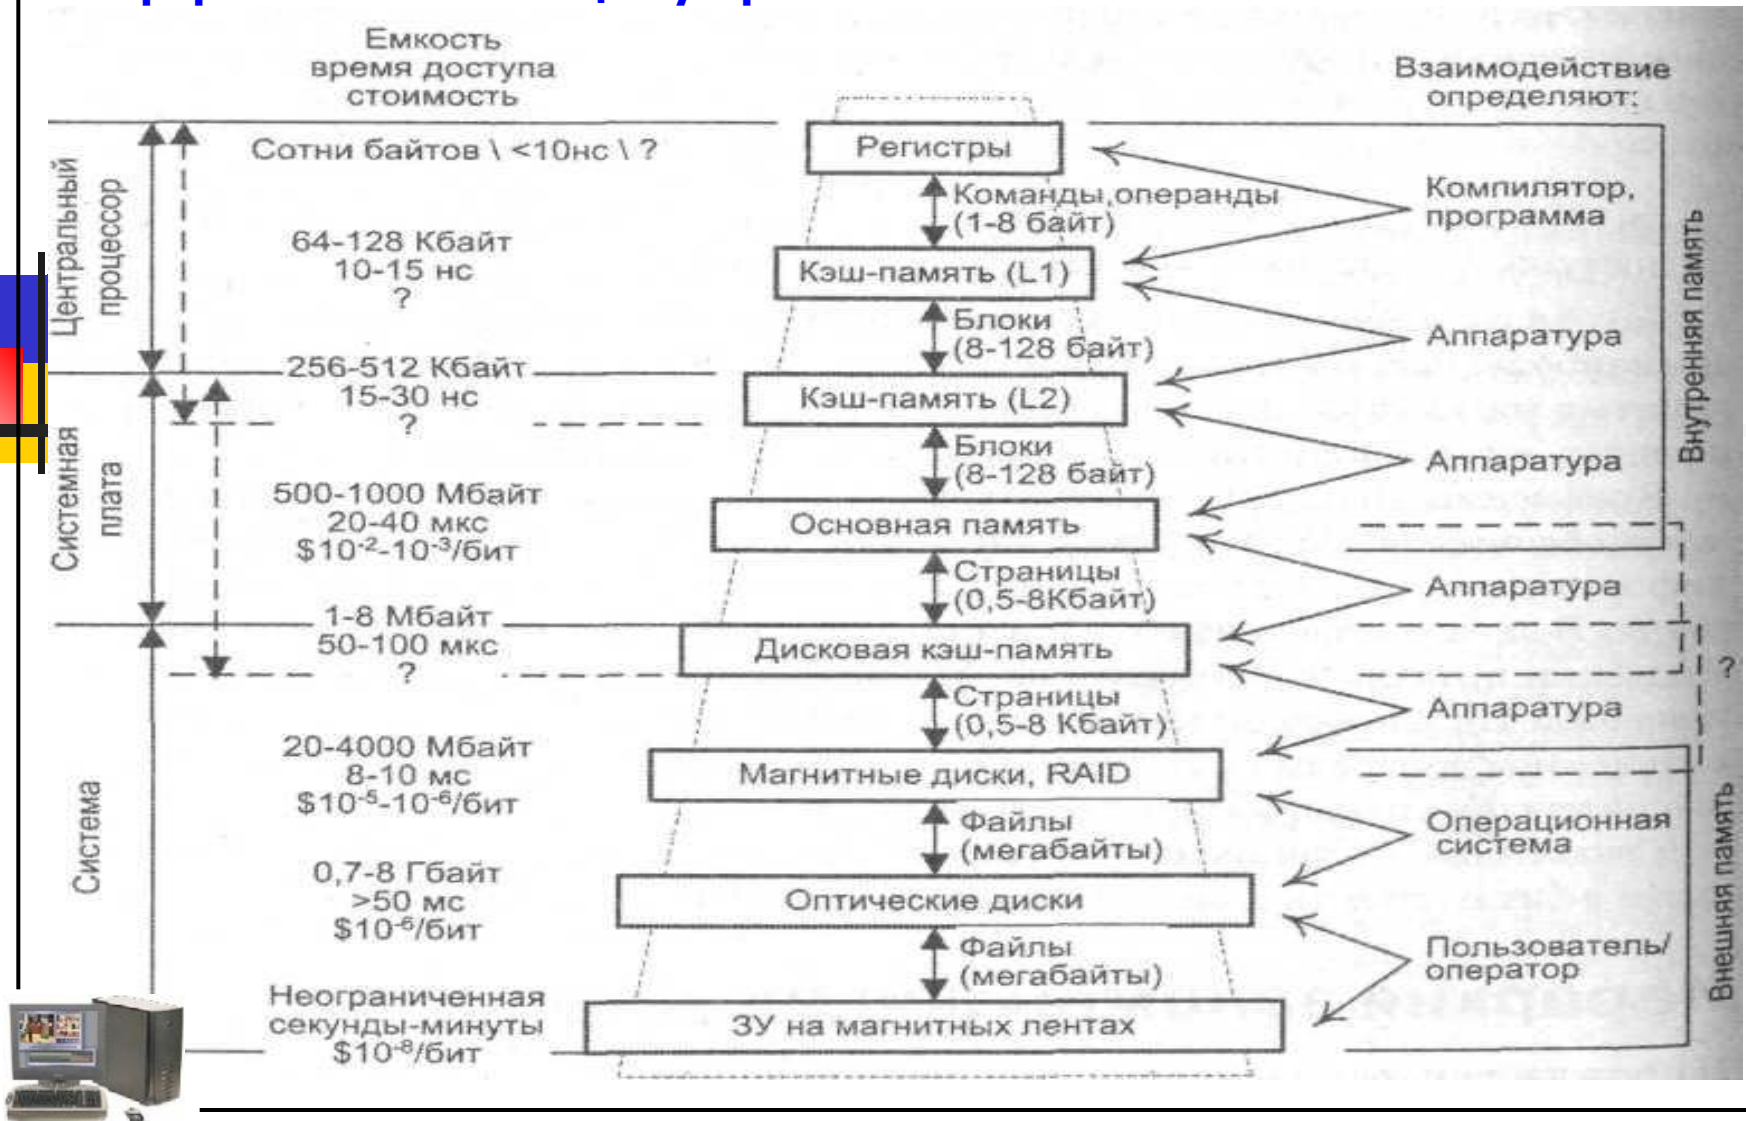 Емкость
время доступа
стоимость
Взаимодействие
определяют:
Центральный
процессор
Сотни байтов \ <10нс \ ?
Регистры
Команды,операнды
(1-8 байт)
Компилятор,
программа
64-128 Кбайт
10-15 нс
?
Кэш-память (L1)
Блоки
(8-128 байт)
Аппаратура
Внутренняя память
256-512 Кбайт
15-30 нс
?
Кэш-память (L2)
Блоки
(8-128 байт)
Аппаратура
Системная
плата
500-1000 Мбайт
20-40 мкс
$10⁻²-10⁻³/бит
Основная память
Страницы
(0,5-8Кбайт)
Аппаратура
1-8 Мбайт
50-100 мкс
?
Дисковая кэш-память
?
Страницы
(0,5-8 Кбайт)
Аппаратура
Система
20-4000 Мбайт
8-10 мс
$10⁻⁵-10⁻⁶/бит
Магнитные диски, RAID
Файлы
(мегабайты)
Операционная
система
Внешняя память
0,7-8 Гбайт
>50 мс
$10⁻⁶/бит
Оптические диски
Файлы
(мегабайты)
Пользователь/
оператор
Неограниченная
секунды-минуты
$10⁻⁸/бит
ЗУ на магнитных лентах